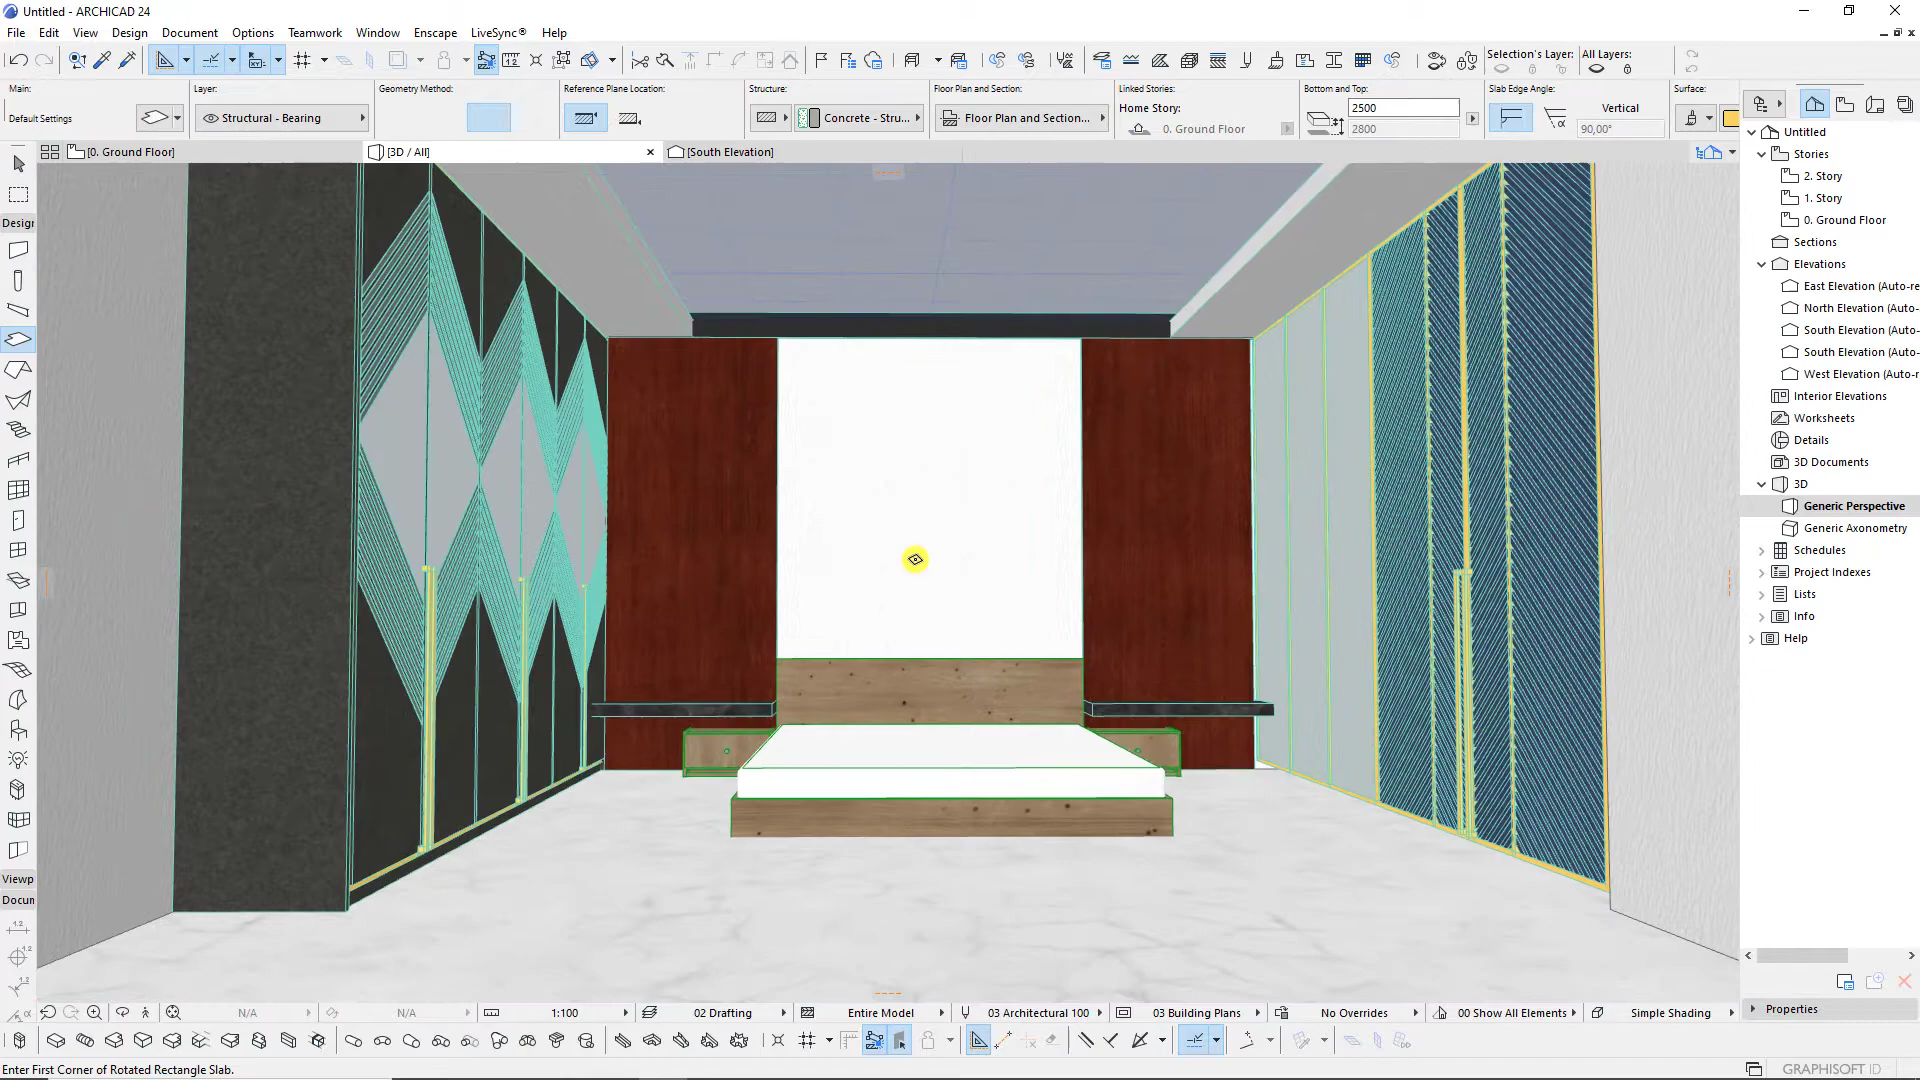 Untitled - ARCHICAD 24
File Edit View Design Document Options Teamwork Window Enscape LiveSync® Help
Selection's Layer: All Layers:
Main: Layer: Geometry Method: Reference Plane Location: Structure: Floor Plan and Section: Linked Stories: Bottom and Top: Slab Edge Angle: Surface:
Default Settings Structural - Bearing Concrete - Stru... Floor Plan and Section... Home Story: 0. Ground Floor 2500 2800 Vertical 90,00°
[0. Ground Floor] [3D / All] [South Elevation]
Design
Viewp
Docum
Untitled
Stories
2. Story
1. Story
0. Ground Floor
Sections
Elevations
East Elevation (Auto-re
North Elevation (Auto-
South Elevation (Auto-
South Elevation (Auto-
West Elevation (Auto-r
Interior Elevations
Worksheets
Details
3D Documents
3D
Generic Perspective
Generic Axonometry
Schedules
Project Indexes
Lists
Info
Help
Properties
N/A N/A 1:100 02 Drafting Entire Model 03 Architectural 100 03 Building Plans No Overrides 00 Show All Elements Simple Shading
Enter First Corner of Rotated Rectangle Slab.
GRAPHISOFT ID